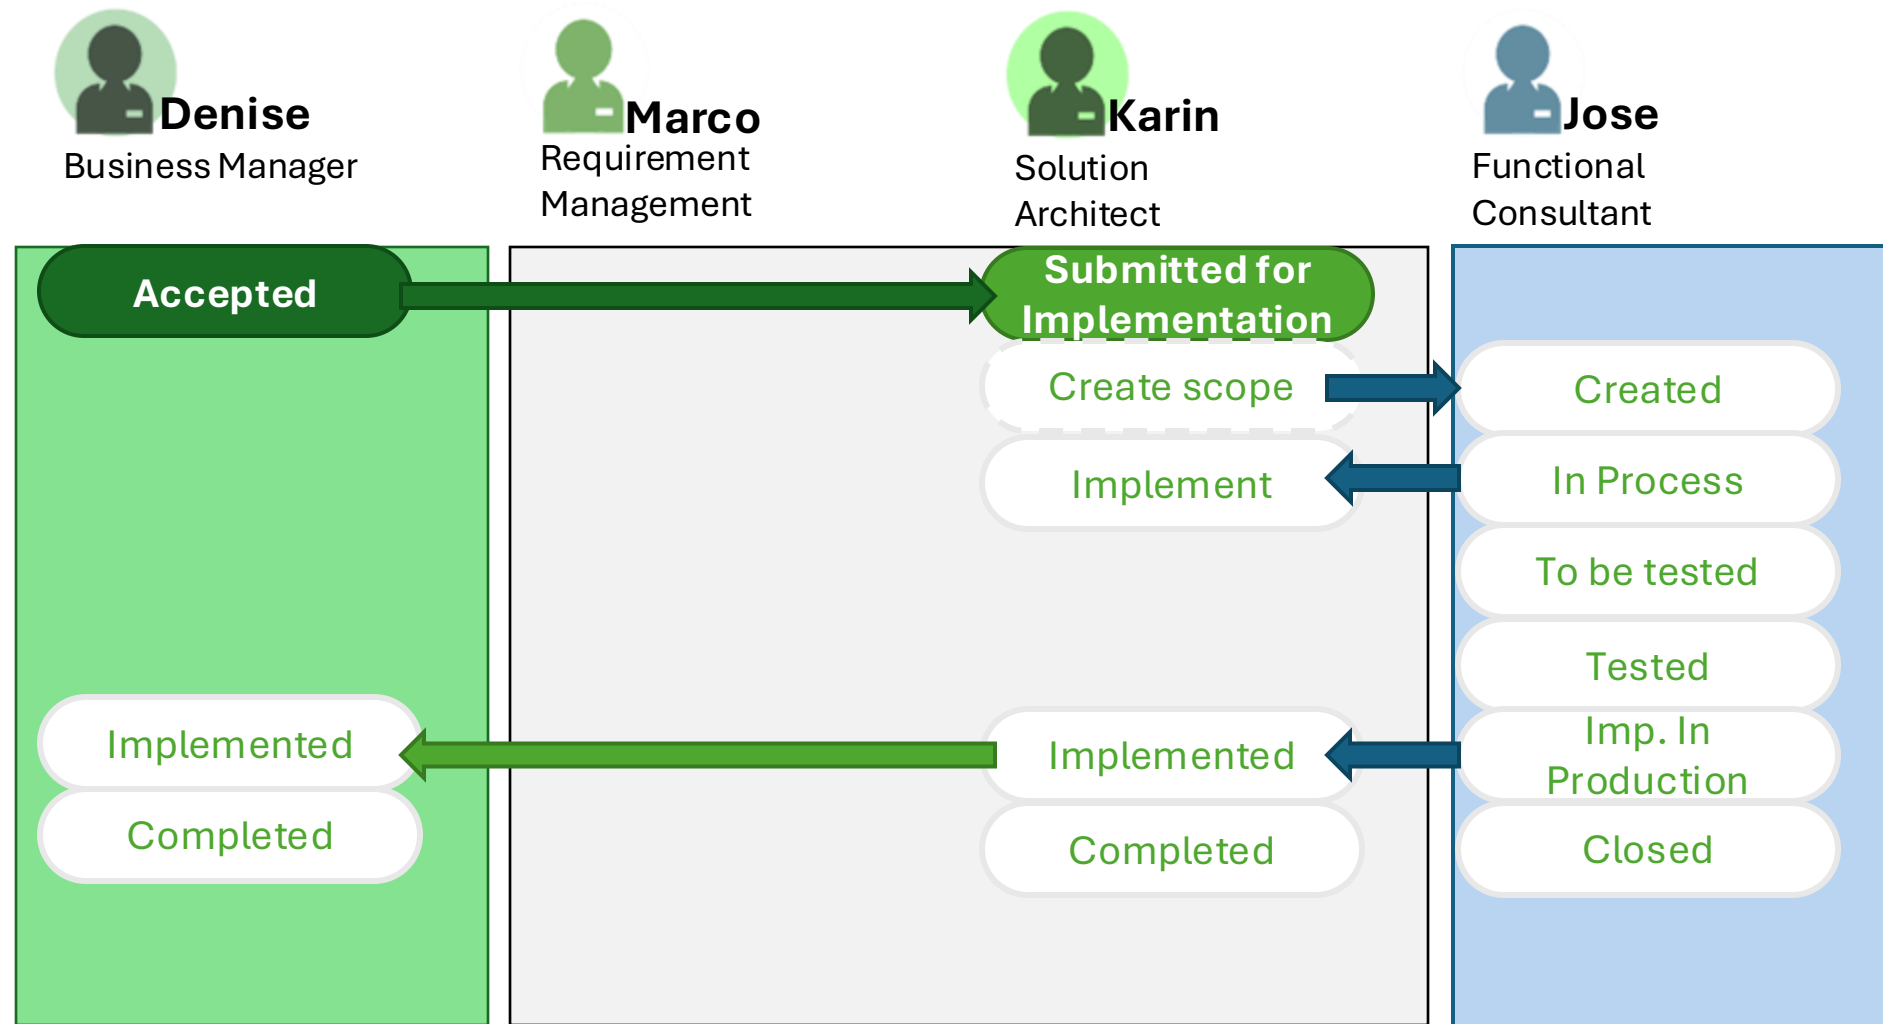 Denise
Business Manager
Marco
Requirement
Management
Karin
Solution
Architect
Jose
Functional
Consultant
Accepted
Submitted for
Implementation
Create scope
Created
Implement
In Process
To be tested
Tested
Implemented
Implemented
Imp. In
Production
Completed
Completed
Closed